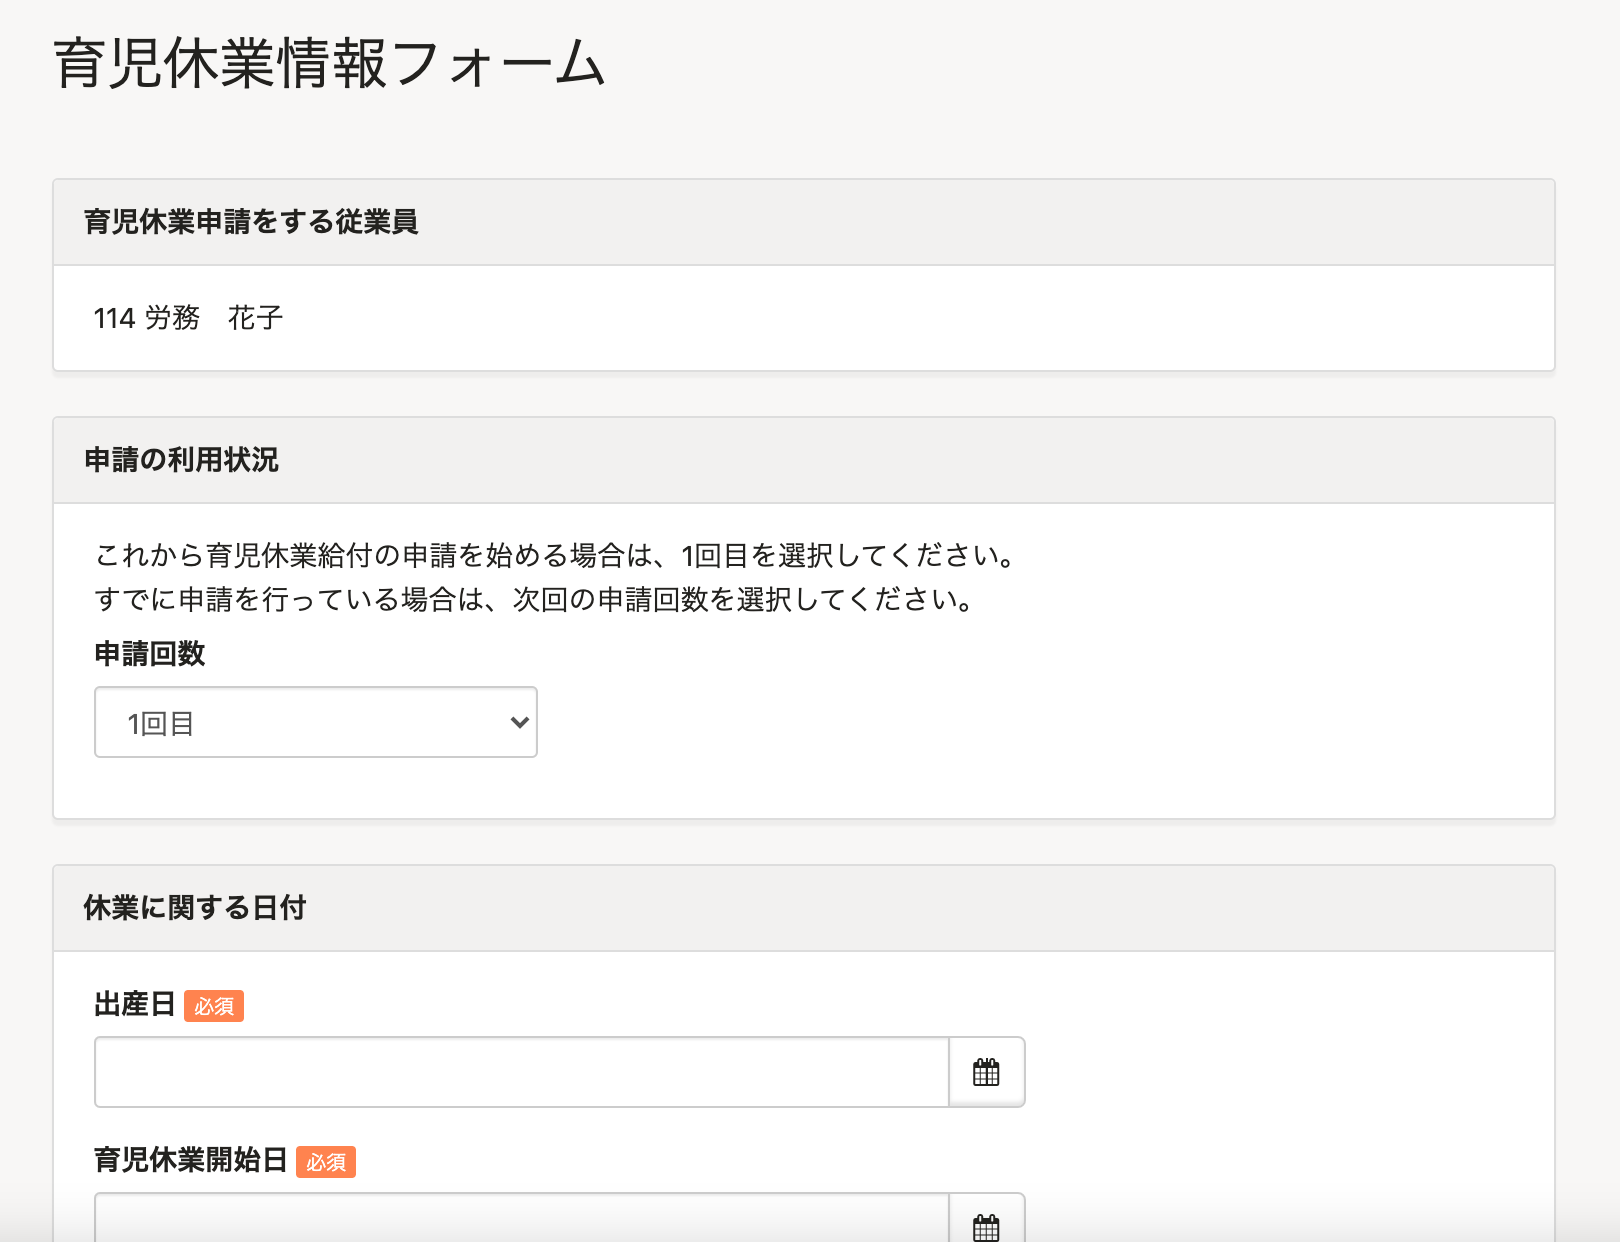 育児休業情報フォーム
育児休業申請をする従業員
114 労務　花子
申請の利用状況
これから育児休業給付の申請を始める場合は、1回目を選択してください。
すでに申請を行っている場合は、次回の申請回数を選択してください。
申請回数
1回目
休業に関する日付
出産日 必須
育児休業開始日 必須